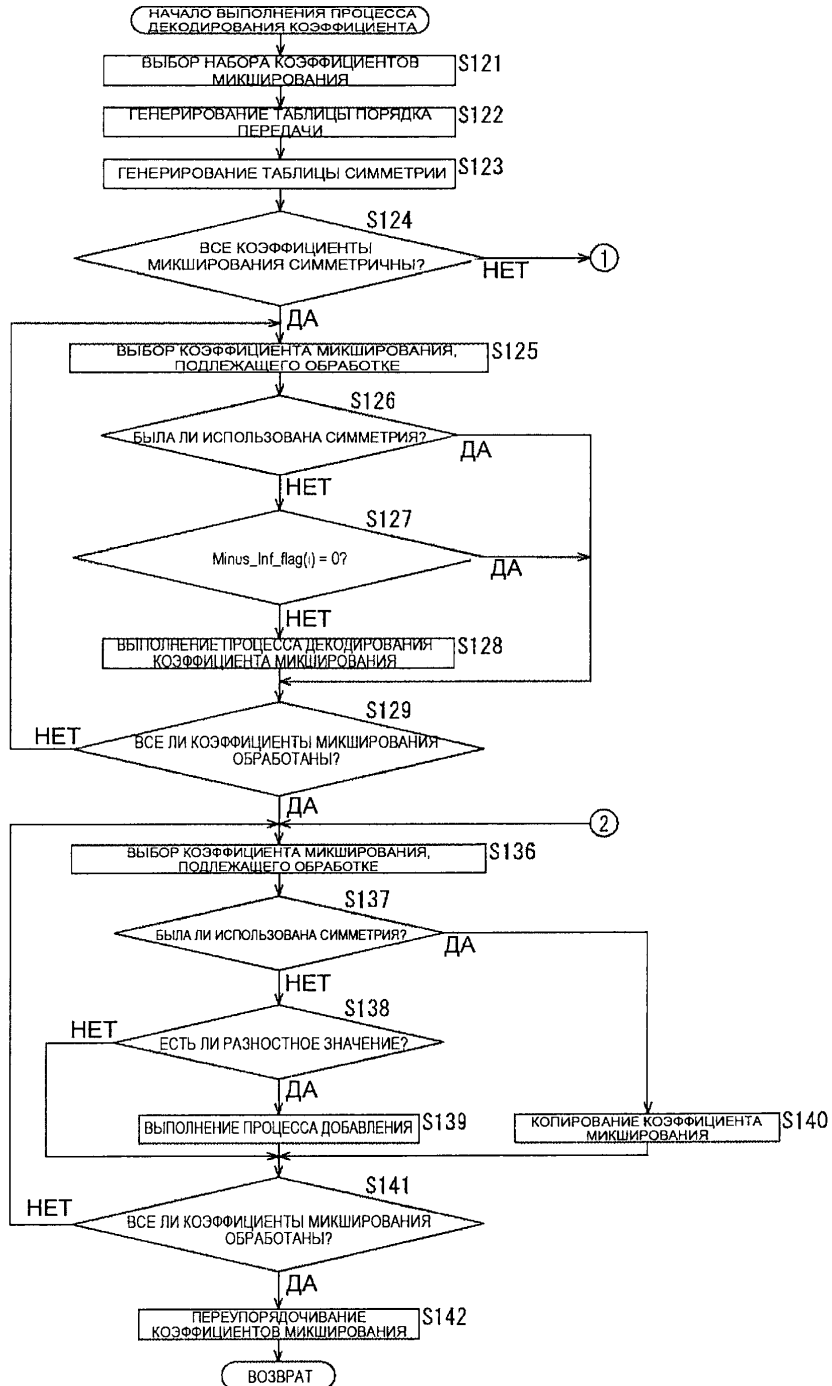 НАЧАЛО ВЫПОЛНЕНИЯ ПРОЦЕССА
ДЕКОДИРОВАНИЯ КОЭФФИЦИЕНТА
ВЫБОР НАБОРА КОЭФФИЦИЕНТОВ
МИКШИРОВАНИЯ
S121
ГЕНЕРИРОВАНИЕ ТАБЛИЦЫ ПОРЯДКА
ПЕРЕДАЧИ
S122
ГЕНЕРИРОВАНИЕ ТАБЛИЦЫ СИММЕТРИИ
S123
S124
ВСЕ КОЭФФИЦИЕНТЫ
МИКШИРОВАНИЯ СИММЕТРИЧНЫ?
НЕТ
1
ДА
ВЫБОР КОЭФФИЦИЕНТА МИКШИРОВАНИЯ,
ПОДЛЕЖАЩЕГО ОБРАБОТКЕ
S125
S126
БЫЛА ЛИ ИСПОЛЬЗОВАНА СИММЕТРИЯ?
ДА
НЕТ
S127
Minus_Inf_flag(i) = 0?
ДА
НЕТ
ВЫПОЛНЕНИЕ ПРОЦЕССА ДЕКОДИРОВАНИЯ
КОЭФФИЦИЕНТА МИКШИРОВАНИЯ
S128
S129
НЕТ
ВСЕ ЛИ КОЭФФИЦИЕНТЫ МИКШИРОВАНИЯ
ОБРАБОТАНЫ?
ДА
2
ВЫБОР КОЭФФИЦИЕНТА МИКШИРОВАНИЯ,
ПОДЛЕЖАЩЕГО ОБРАБОТКЕ
S136
S137
БЫЛА ЛИ ИСПОЛЬЗОВАНА СИММЕТРИЯ?
ДА
НЕТ
S138
НЕТ
ЕСТЬ ЛИ РАЗНОСТНОЕ ЗНАЧЕНИЕ?
ДА
ВЫПОЛНЕНИЕ ПРОЦЕССА ДОБАВЛЕНИЯ
S139
КОПИРОВАНИЕ КОЭФФИЦИЕНТА
МИКШИРОВАНИЯ
S140
S141
НЕТ
ВСЕ ЛИ КОЭФФИЦИЕНТЫ МИКШИРОВАНИЯ
ОБРАБОТАНЫ?
ДА
ПЕРЕУПОРЯДОЧИВАНИЕ
КОЭФФИЦИЕНТОВ МИКШИРОВАНИЯ
S142
ВОЗВРАТ